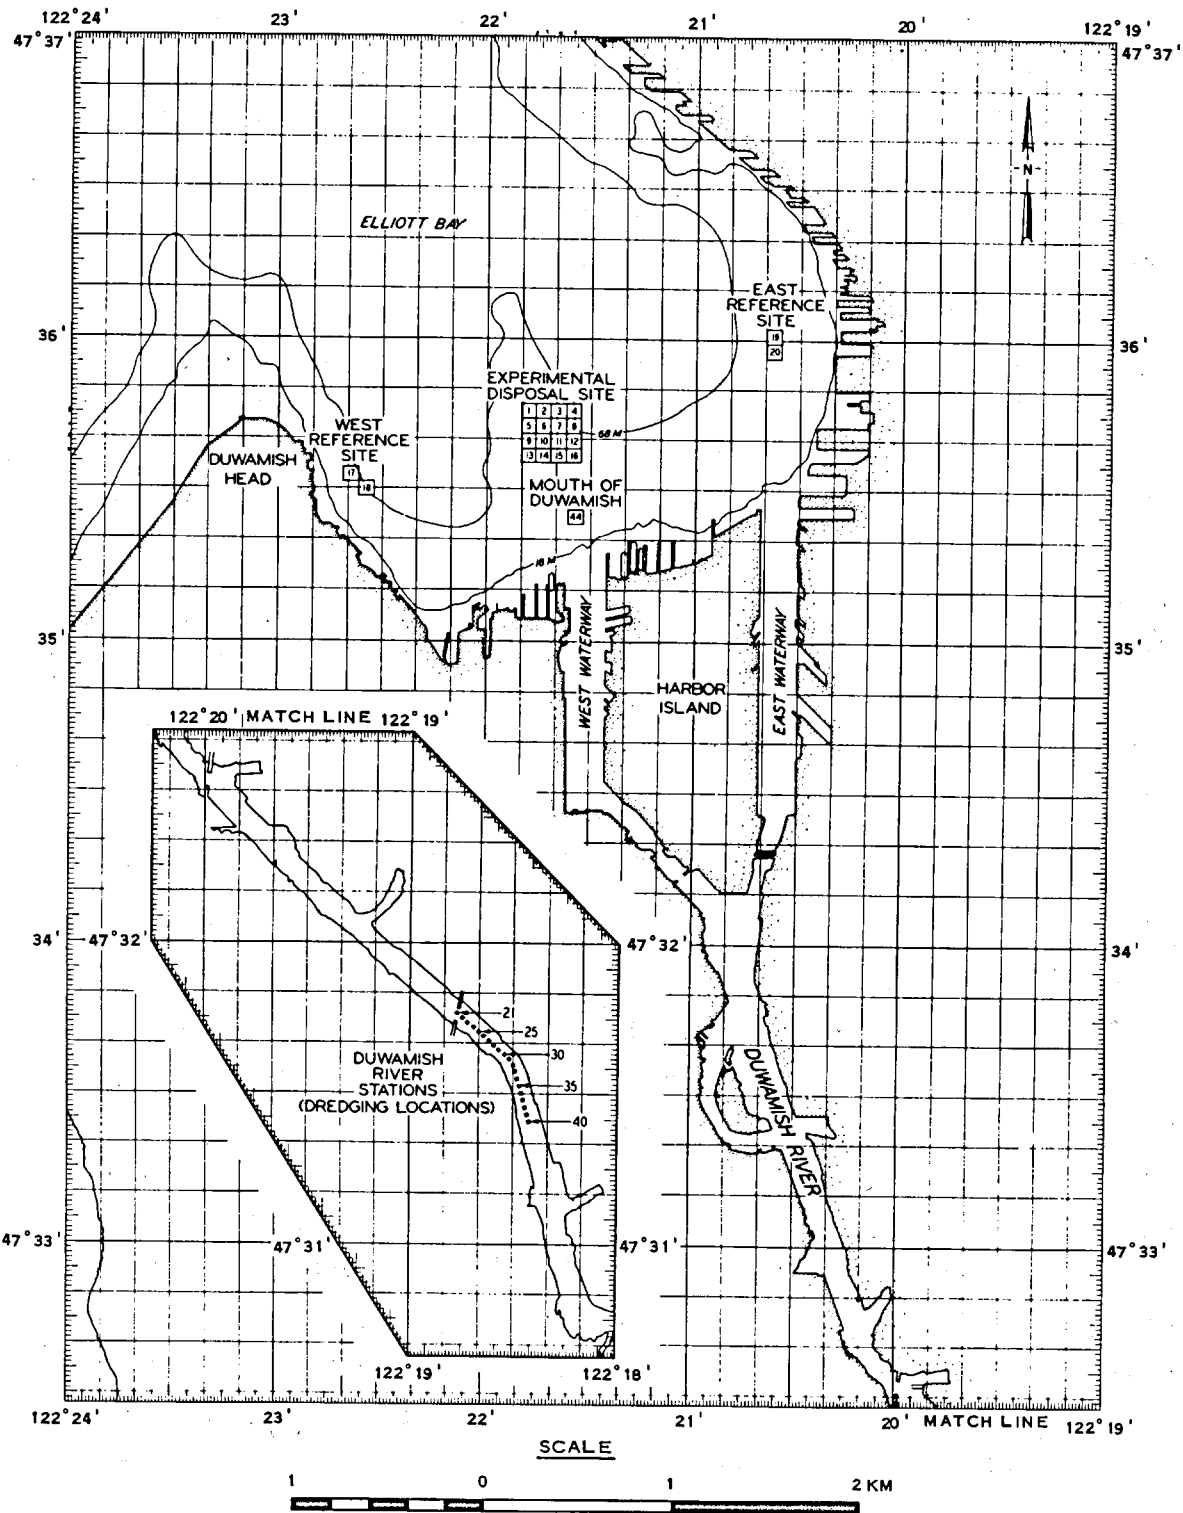 122° 24' 23' 22' 21' 20' 122° 19'
47° 37' 47° 37'
N
ELLIOTT BAY
EAST
REFERENCE
SITE
19
20
36' 36'
EXPERIMENTAL
DISPOSAL SITE
1 2 3 4
5 6 7 8
9 10 11 12
13 14 15 16
68 M
WEST
REFERENCE
SITE
17
18
DUWAMISH
HEAD
MOUTH OF
DUWAMISH
44
18 M
35' 35'
WEST WATERWAY
HARBOR
ISLAND
EAST WATERWAY
122° 20' MATCH LINE 122° 19'
34' 47° 32' 47° 32' 34'
21
25
30
35
40
DUWAMISH
RIVER
STATIONS
(DREDGING LOCATIONS)
DUWAMISH RIVER
47° 33' 47° 31' 47° 31' 47° 33'
122° 19' 122° 18'
122° 24' 23' 22' 21' 20' MATCH LINE 122° 19'
SCALE
1 0 1 2 KM